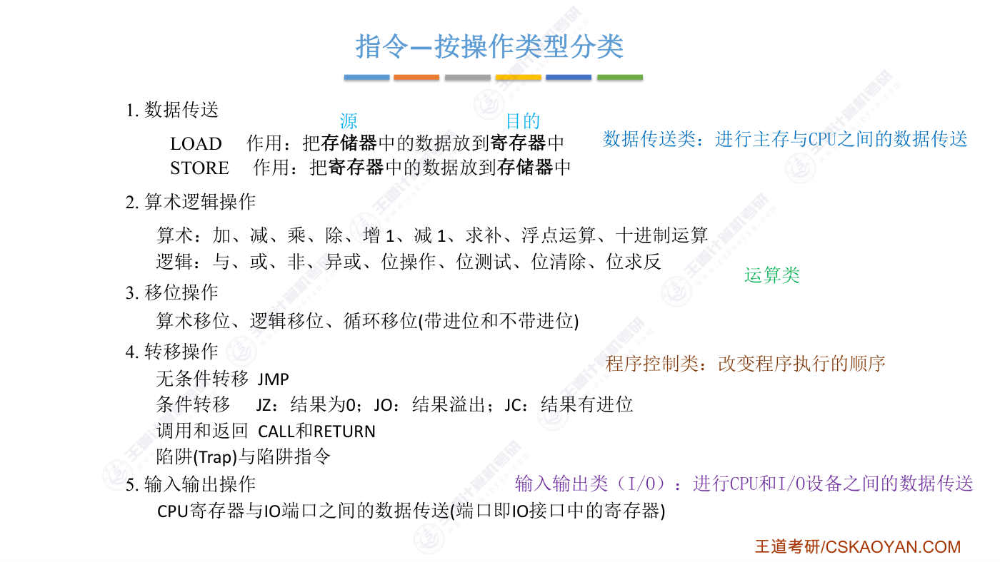 指令—按操作类型分类
1. 数据传送
源 目的
LOAD 作用：把存储器中的数据放到寄存器中
数据传送类：进行主存与CPU之间的数据传送
STORE 作用：把寄存器中的数据放到存储器中
2. 算术逻辑操作
算术：加、减、乘、除、增 1、减 1、求补、浮点运算、十进制运算
逻辑：与、或、非、异或、位操作、位测试、位清除、位求反
运算类
3. 移位操作
算术移位、逻辑移位、循环移位(带进位和不带进位)
4. 转移操作
程序控制类：改变程序执行的顺序
无条件转移 JMP
条件转移 JZ：结果为0；JO：结果溢出；JC：结果有进位
调用和返回 CALL和RETURN
陷阱(Trap)与陷阱指令
5. 输入输出操作
输入输出类（I/O）：进行CPU和I/O设备之间的数据传送
CPU寄存器与IO端口之间的数据传送(端口即IO接口中的寄存器)
王道考研/CSKAOYAN.COM